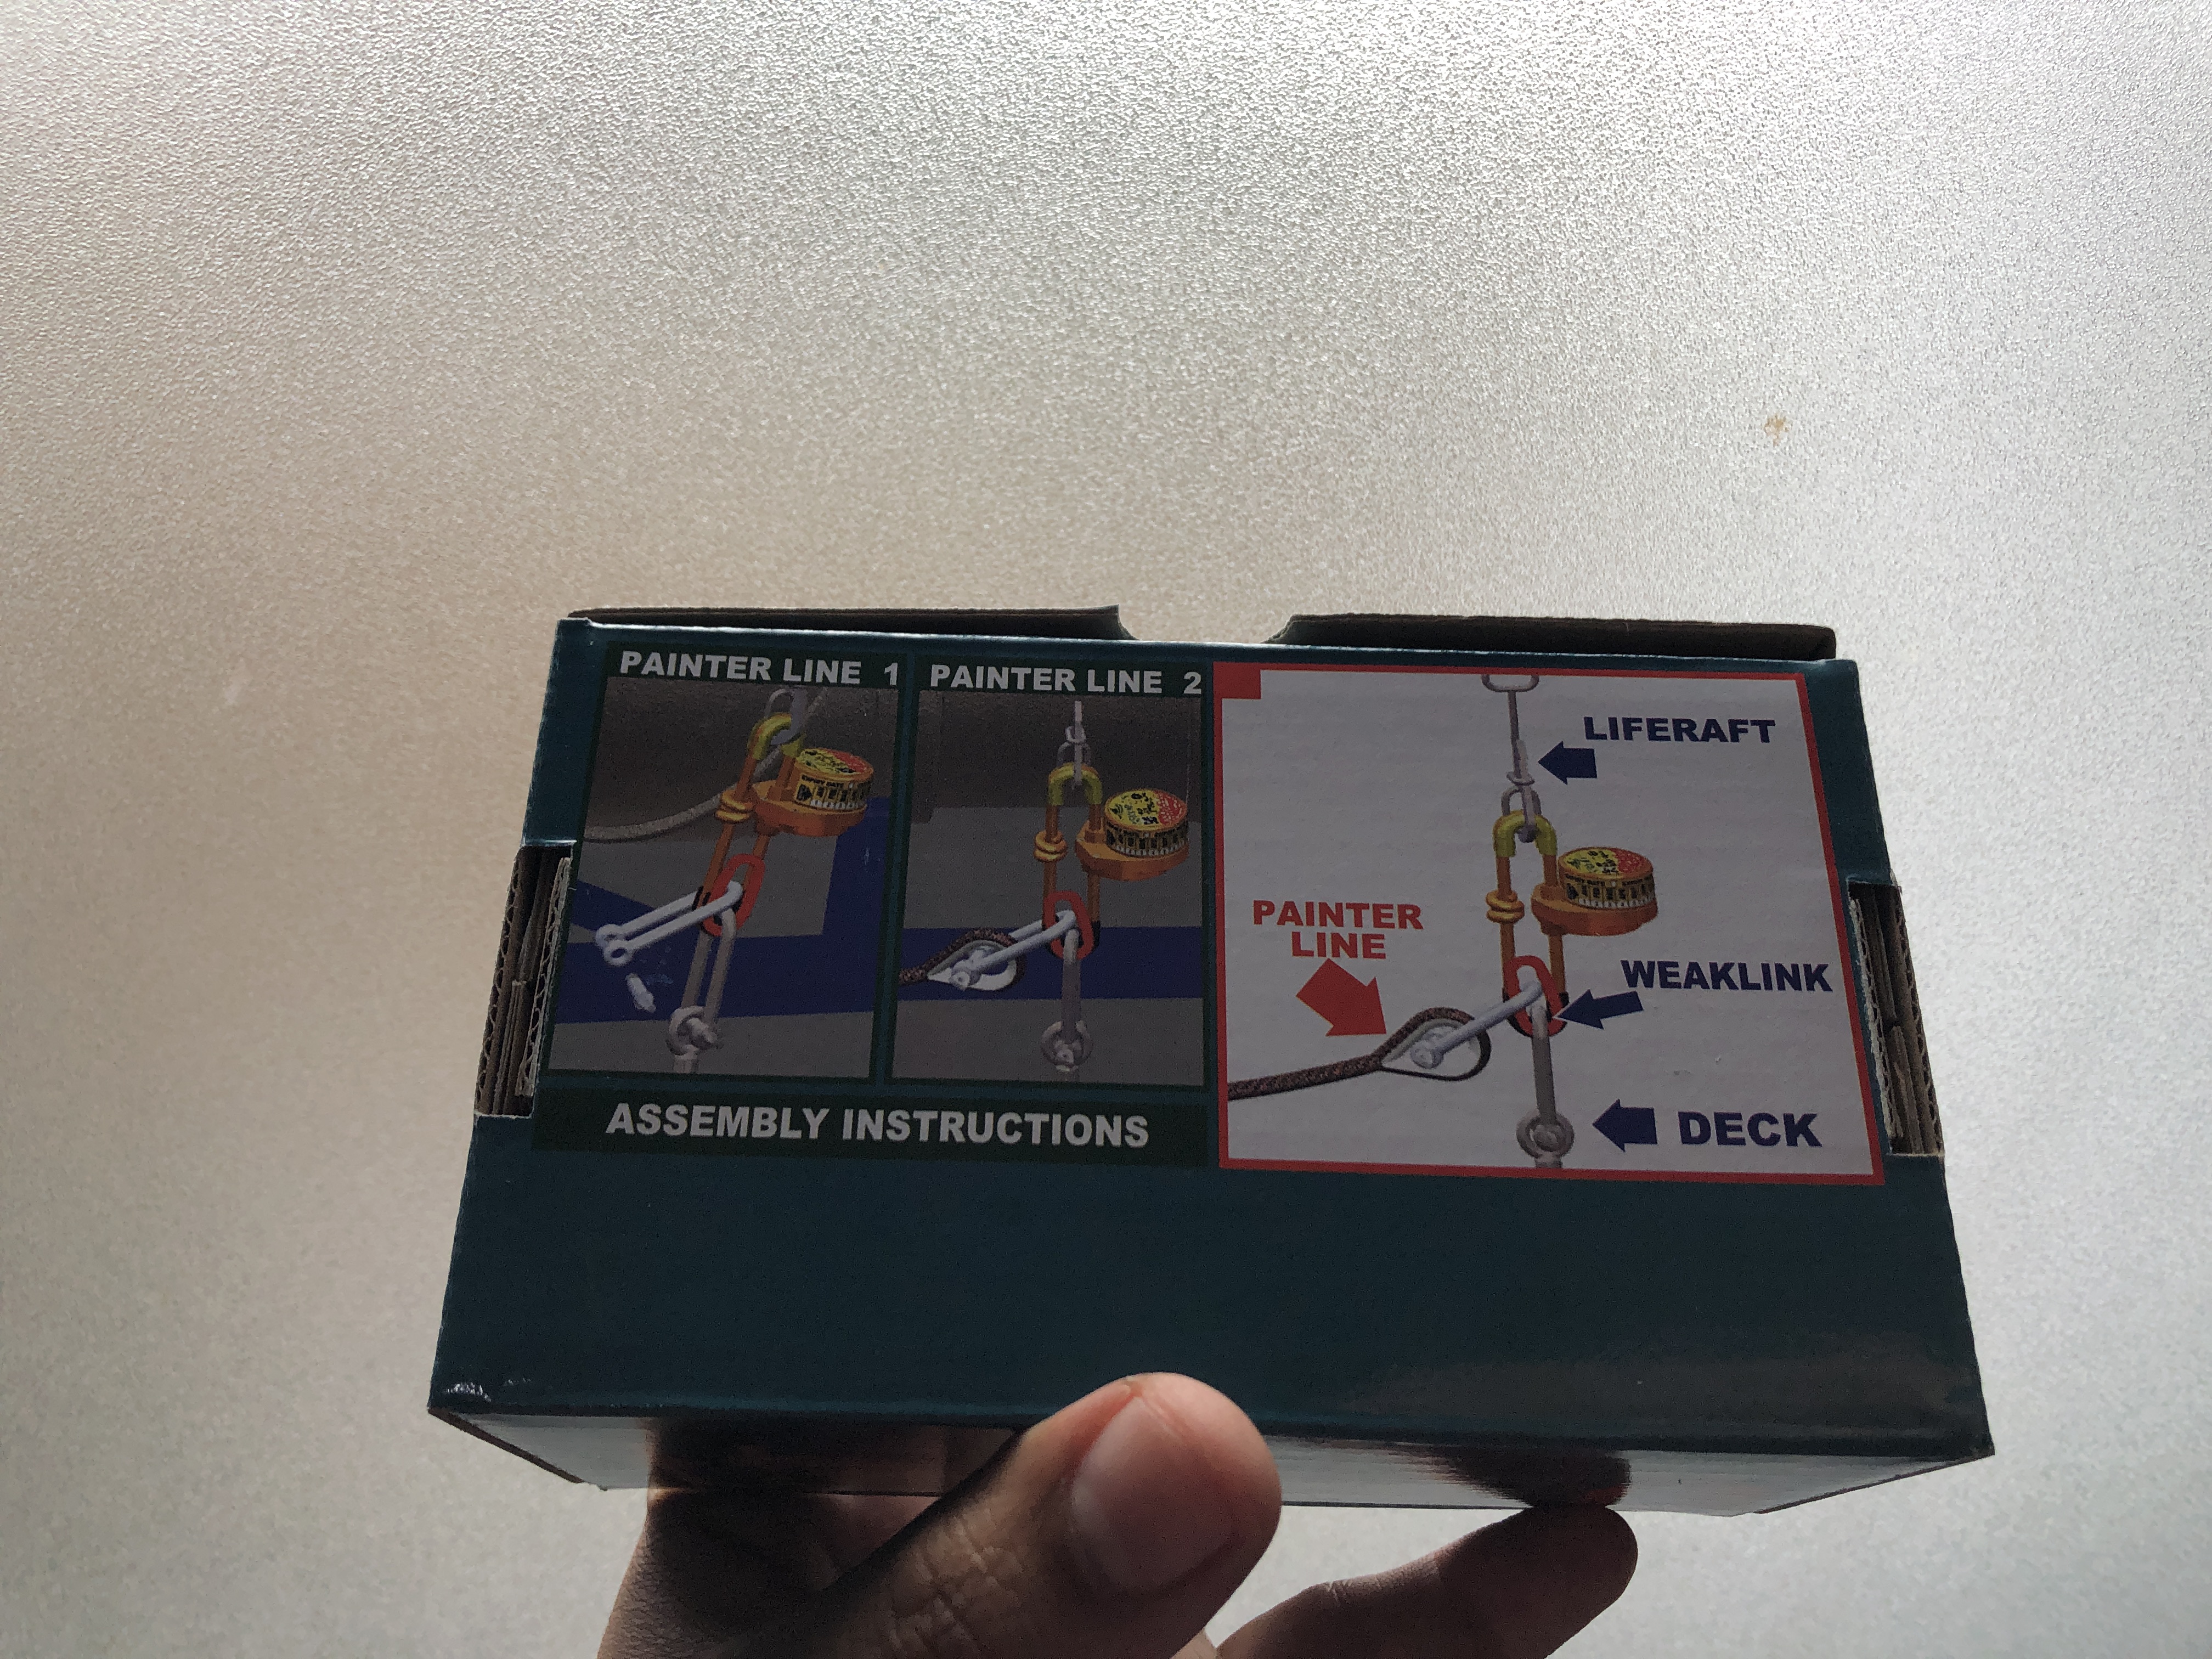 PAINTER LINE 1
PAINTER LINE 2
ASSEMBLY INSTRUCTIONS
LIFERAFT
PAINTER
LINE
WEAKLINK
DECK